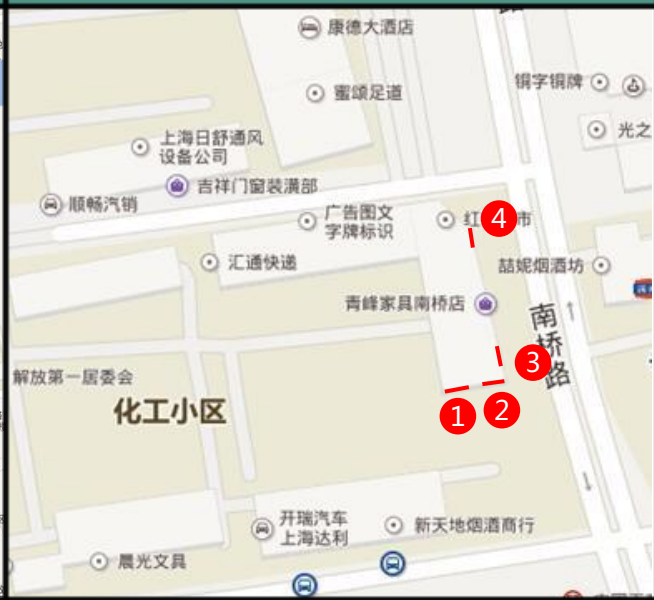 康德大酒店
蜜颂足道
铜字铜牌
上海日舒通风
设备公司
光之
吉祥门窗装潢部
顺畅汽销
广告图文
字牌标识
红
4
市
汇通快递
喆妮烟酒坊
青峰家具南桥店
南桥路
3
解放第一居委会
化工小区
1
2
开瑞汽车
上海达利
新天地烟酒商行
晨光文具